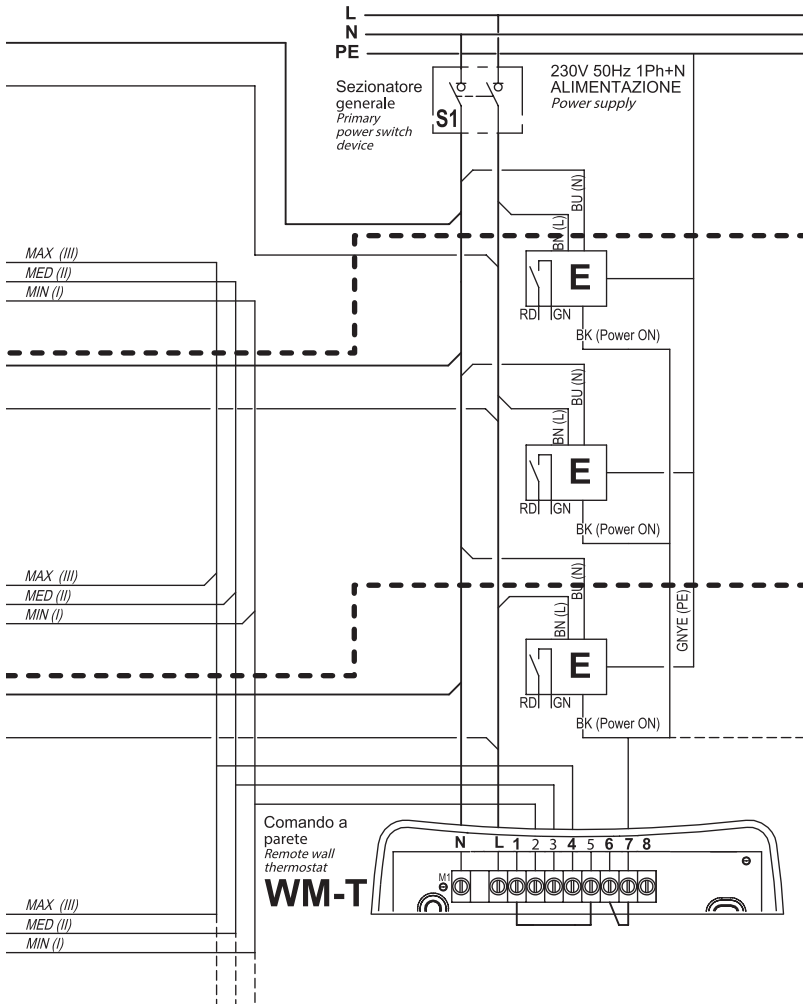 L
N
PE
Sezionatore
generale
Primary
power switch
device
S1
230V 50Hz 1Ph+N
ALIMENTAZIONE
Power supply
BU (N)
BN (L)
E
RD
GN
BK (Power ON)
MAX (III)
MED (II)
MIN (I)
BU (N)
BN (L)
E
RD
GN
BK (Power ON)
MAX (III)
MED (II)
MIN (I)
BU (N)
BN (L)
E
RD
GN
BK (Power ON)
GNYE (PE)
Comando a
parete
Remote wall
thermostat
WM-T
N L 1 2 3 4 5 6 7 8
M1
MAX (III)
MED (II)
MIN (I)